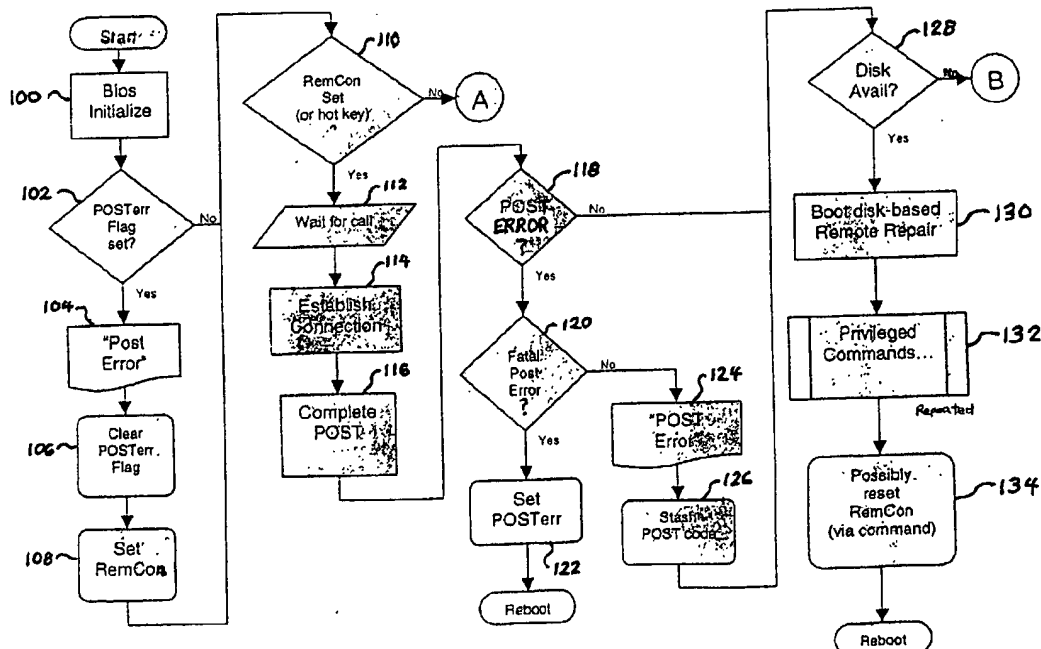 Start
100
Bios
Initialize
102
POSTerr
Flag
set?
No
Yes
104
"Post
Error"
106
Clear
POSTerr.
Flag
108
Set
RemCon
110
RemCon
Set
(or hot key)
?
No
A
Yes
112
Wait for call
114
Establish
Connection
116
Complete
POST
118
POST
ERROR
?
No
Yes
120
Fatal
Post
Error
?
No
Yes
Set
POSTerr
122
Reboot
124
"POST
Error
126
Stash
POST code
128
Disk
Avail?
No
B
Yes
Boot disk-based
Remote Repair
130
Privileged
Commands...
132
Repeated
Possibly
reset
RemCon
(via command)
134
Reboot